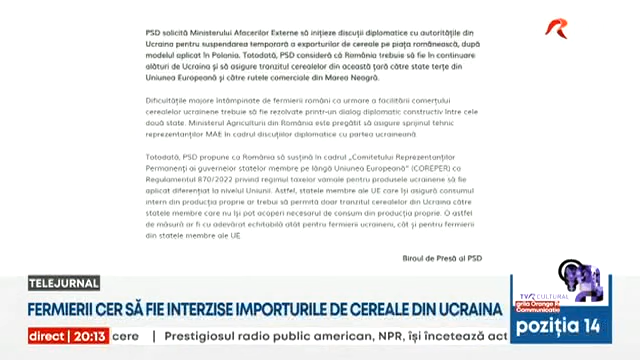 PSD solicită Ministerului Afacerilor Externe să inițieze discuții diplomatice cu autoritățile din
Ucraina pentru suspendarea temporară a exporturilor de cereale pe piața românească, după
modelul aplicat în Polonia. Totodată, PSD consideră că România trebuie să fie în continuare
alături de Ucraina și să asigure tranzitul cerealelor din această țară către state terțe din
Uniunea Europeană și către rutele comerciale din Marea Neagră.
Dificultățile majore întâmpinate de fermierii români ca urmare a facilitării comerțului
cerealelor ucrainene trebuie să fie rezolvate printr-un dialog diplomatic constructiv între cele
două state. Ministerul Agriculturii din România este pregătit să asigure sprijinul tehnic
reprezentanților MAE în cadrul discuțiilor diplomatice cu partea ucraineană.
Totodată, PSD propune ca România să susțină în cadrul „Comitetului Reprezentanților
Permanenți ai guvernelor statelor membre pe lângă Uniunea Europeană” (COREPER) ca
Regulamentul 870/2022 privind regimul taxelor vamale pentru produsele ucrainene să fie
aplicat diferențiat la nivelul Uniunii. Astfel, statele membre ale UE care își asigură consumul
intern din producția proprie ar trebui să permită doar tranzitul cerealelor din Ucraina către
statele membre care nu își pot acoperi necesarul de consum din producția proprie. O astfel
de măsură ar fi cu adevărat echitabilă atât pentru fermierii ucraineni, cât și pentru fermierii
din statele membre ale UE
Biroul de Presă al PSD
TELEJURNAL
FERMIERII CER SĂ FIE INTERZISE IMPORTURILE DE CEREALE DIN UCRAINA
direct | 20:13
cere | Prestigiosul radio public american, NPR, își încetează act
TVR CULTURAL
grila Orange R
Communicatio
poziția 14